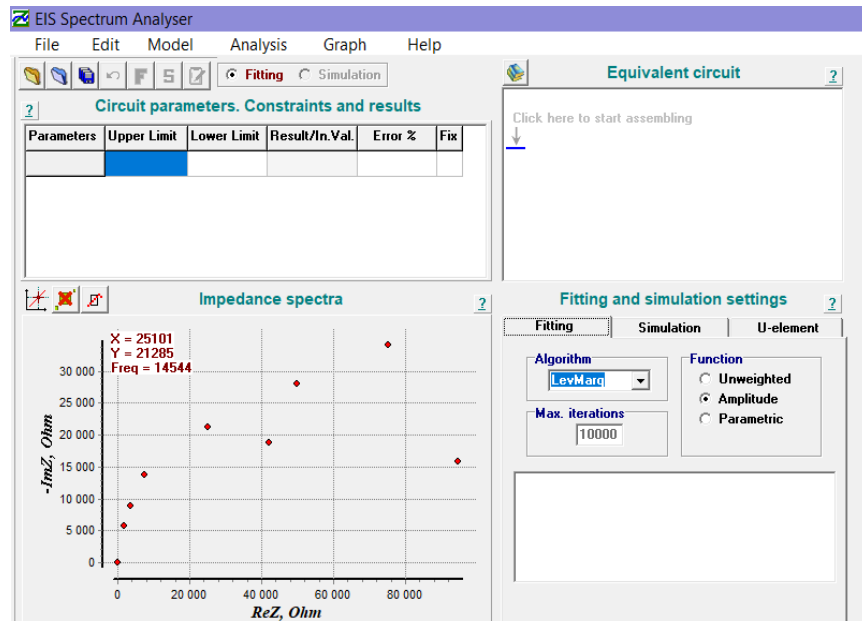 EIS Spectrum Analyser
File Edit Model Analysis Graph Help
F S Fitting Simulation
Equivalent circuit ?
? Circuit parameters. Constraints and results
Parameters Upper Limit Lower Limit Result/In.Val. Error % Fix
Click here to start assembling
Impedance spectra ?
X = 25101
Y = 21285
Freq = 14544
30 000
25 000
20 000
15 000
10 000
5 000
0
-ImZ, Ohm
0 20 000 40 000 60 000 80 000
ReZ, Ohm
Fitting and simulation settings ?
Fitting Simulation U-element
Algorithm
LevMarq
Max. iterations
10000
Function
Unweighted
Amplitude
Parametric